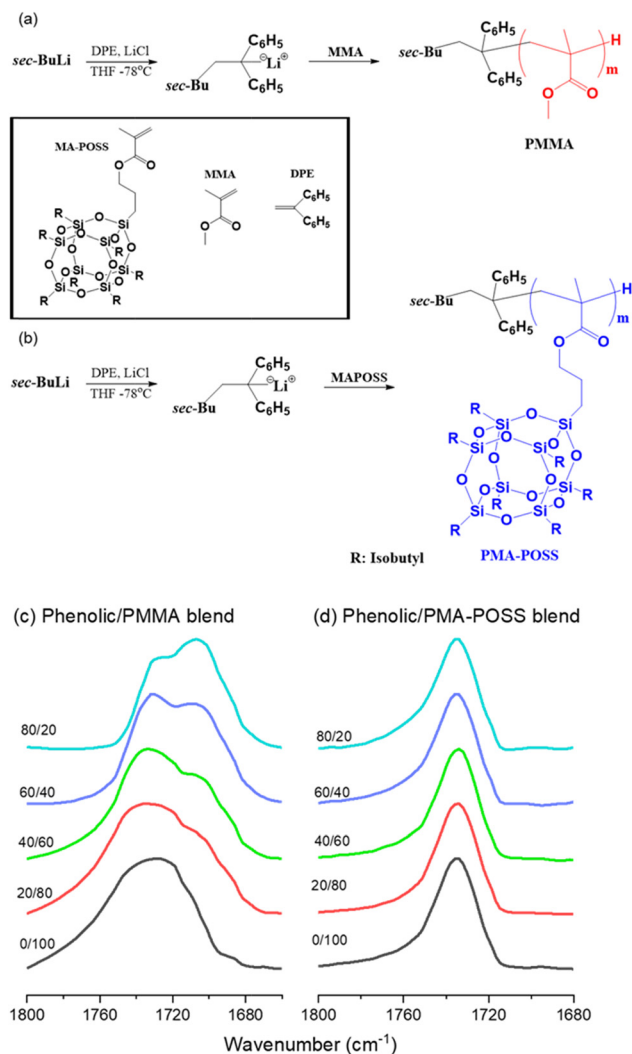 (a)
sec-BuLi
DPE, LiCl
THF -78°C
C6H5
⊖Li⊕
C6H5
sec-Bu
MMA
sec-Bu
C6H5
C6H5
H
m
O
O
PMMA
MA-POSS
O
O
MMA
O
O
DPE
C6H5
C6H5
R
Si
O
Si
O
Si
O
Si
R
R
O
Si
O
Si
O
Si
O
Si
R
R
R
R
(b)
sec-BuLi
DPE, LiCl
THF -78°C
C6H5
⊖Li⊕
C6H5
sec-Bu
MAPOSS
sec-Bu
C6H5
C6H5
H
m
O
O
R
Si
O
Si
O
Si
O
Si
R
R
O
Si
O
Si
O
Si
O
Si
R
R
R
R
R: Isobutyl
PMA-POSS
(c) Phenolic/PMMA blend
80/20
60/40
40/60
20/80
0/100
1800 1760 1720 1680
(d) Phenolic/PMA-POSS blend
80/20
60/40
40/60
20/80
0/100
1800 1760 1720 1680
Wavenumber (cm-1)